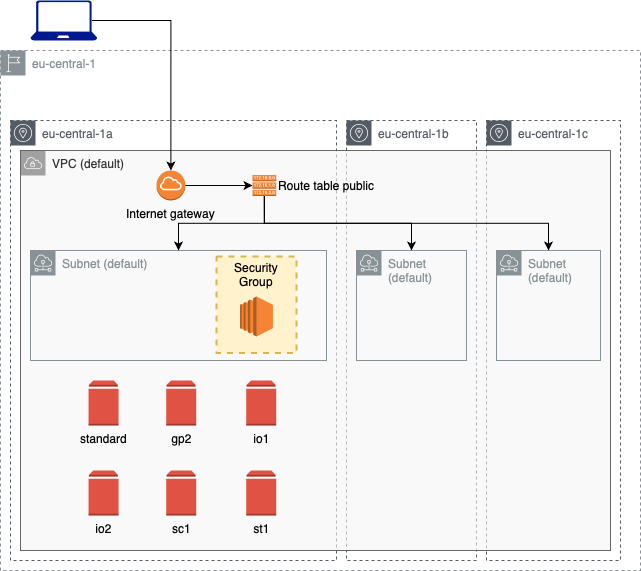 eu-central-1
eu-central-1a
eu-central-1b
eu-central-1c
VPC (default)
Route table public
Internet gateway
Subnet (default)
Security
Group
Subnet
(default)
Subnet
(default)
standard
gp2
io1
io2
sc1
st1